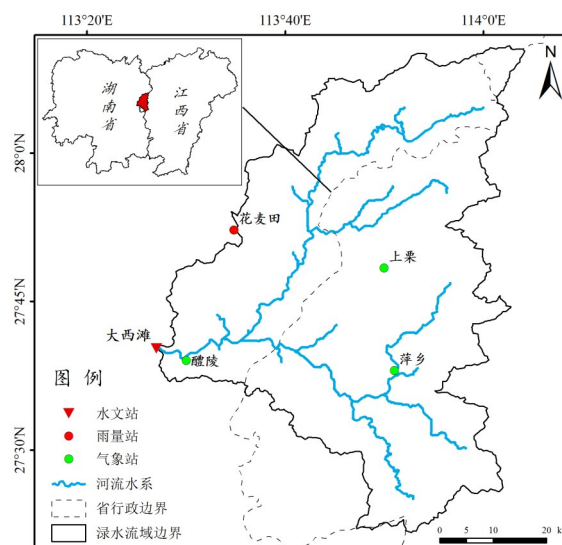 113°20'
113°40'
114°0'
N
湖南省
江西省
28°0'N
花麦田
上栗
27°45'N
大西滩
醴陵
萍乡
图 例
水文站
雨量站
气象站
河流水系
省行政边界
渌水流域边界
27°30'N
0 5 10 20 k